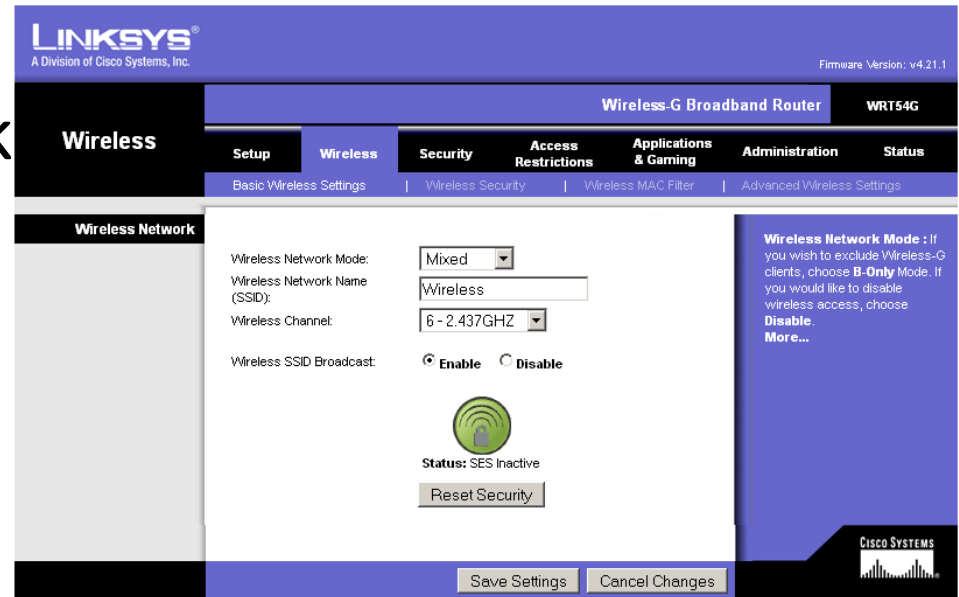 LINKSYS®
A Division of Cisco Systems, Inc.
Firmware Version: v4.21.1
Wireless-G Broadband Router WRT54G
K
Wireless
Setup Wireless Security Access Restrictions Applications & Gaming Administration Status
Basic Wireless Settings | Wireless Security | Wireless MAC Filter | Advanced Wireless Settings
Wireless Network
Wireless Network Mode: Mixed
Wireless Network Name
(SSID): Wireless
Wireless Channel: 6 - 2.437GHZ
Wireless SSID Broadcast: Enable Disable
Status: SES Inactive
Reset Security
Wireless Network Mode : If
you wish to exclude Wireless-G
clients, choose B-Only Mode. If
you would like to disable
wireless access, choose
Disable.
More...
Save Settings Cancel Changes
CISCO SYSTEMS